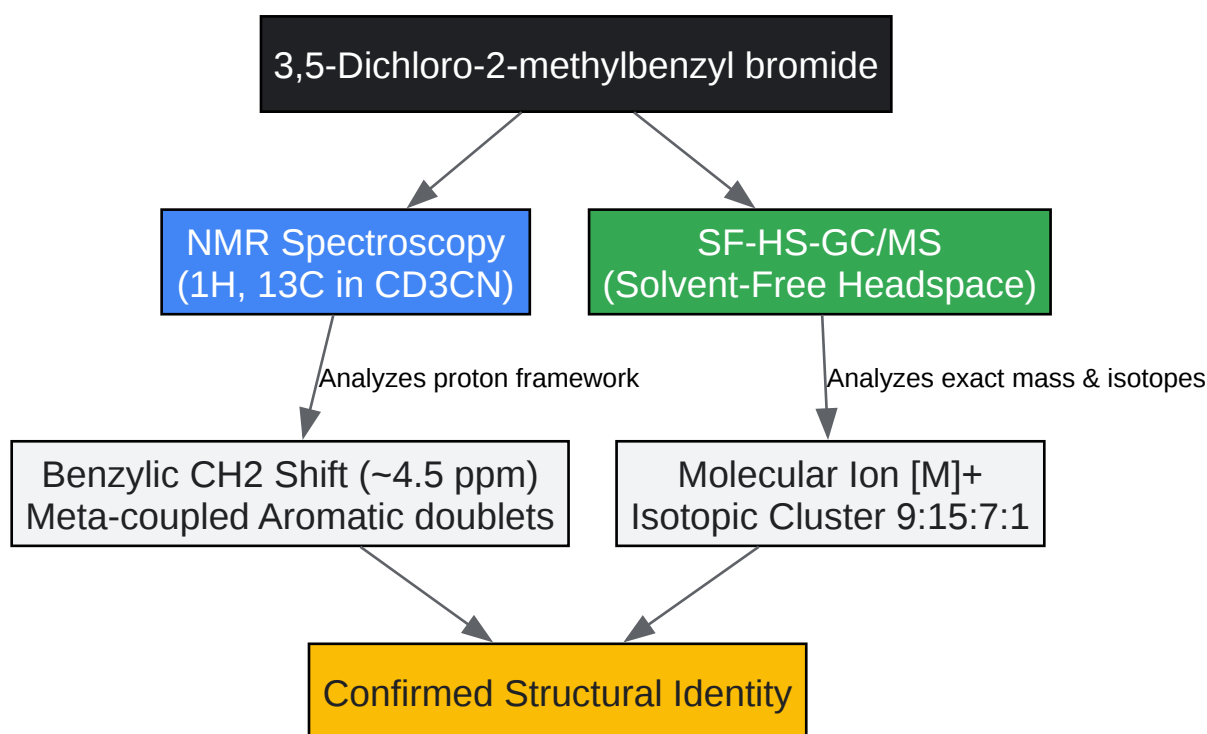 3,5-Dichloro-2-methylbenzyl bromide
NMR Spectroscopy
(1H, 13C in CD3CN)
SF-HS-GC/MS
(Solvent-Free Headspace)
Analyzes proton framework
Analyzes exact mass & isotopes
Benzylic CH2 Shift (~4.5 ppm)
Meta-coupled Aromatic doublets
Molecular Ion [M]+
Isotopic Cluster 9:15:7:1
Confirmed Structural Identity